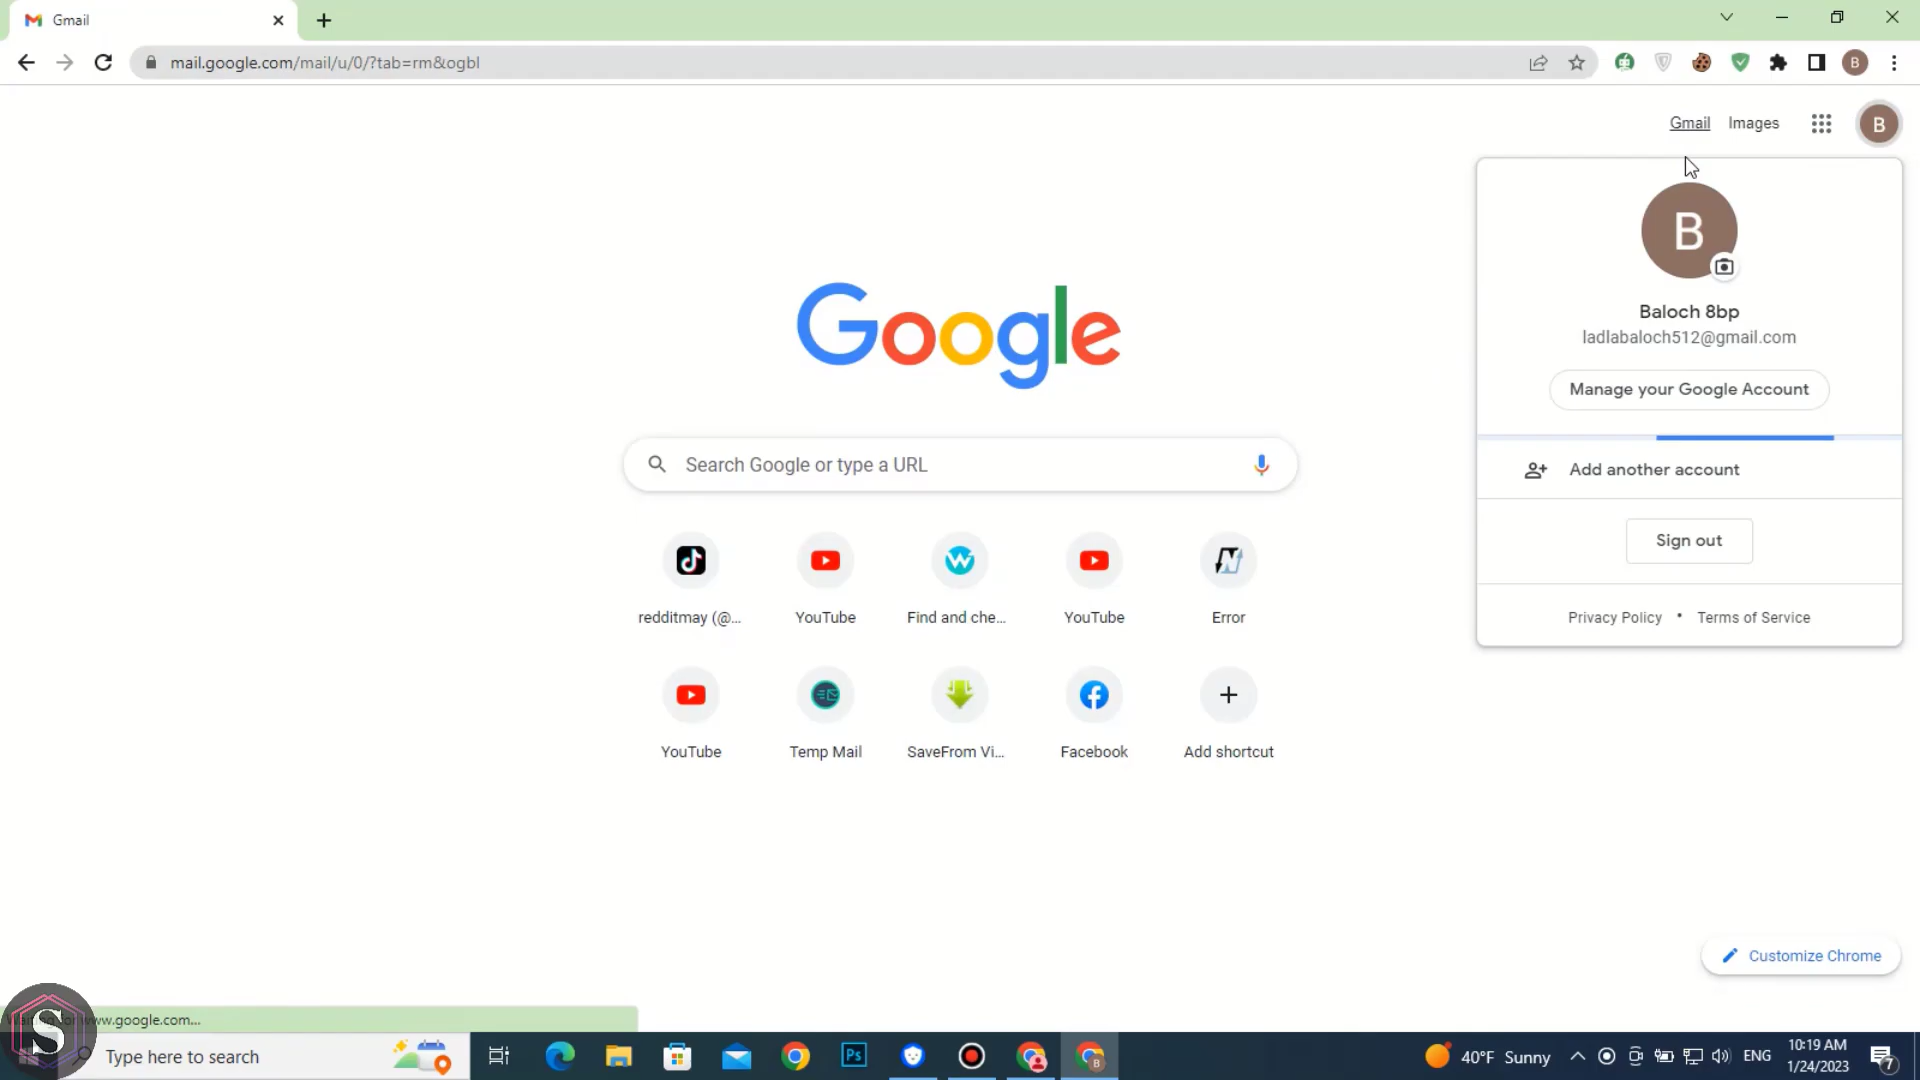 Gmail
mail.google.com/mail/u/0/?tab=rm&ogbl
B
Gmail Images
B
B
Baloch 8bp
ladlabaloch512@gmail.com
Manage your Google Account
Add another account
Sign out
Privacy Policy • Terms of Service
Google
Search Google or type a URL
redditmay (@...
YouTube
Find and che...
YouTube
Error
YouTube
Temp Mail
SaveFrom Vi...
Facebook
Add shortcut
Customize Chrome
www.google.com...
S
Type here to search
Ps
B
40°F Sunny
ENG
10:19 AM
1/24/2023
7